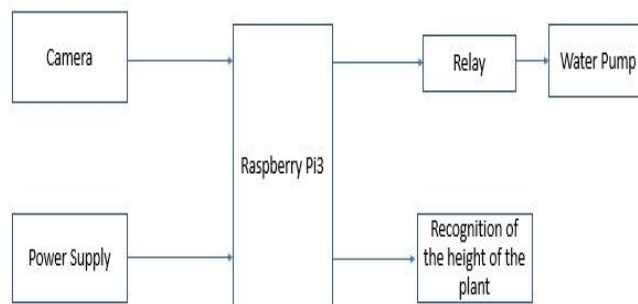 Camera
Relay
Water Pump
Raspberry Pi3
Power Supply
Recognition of
the height of the
plant